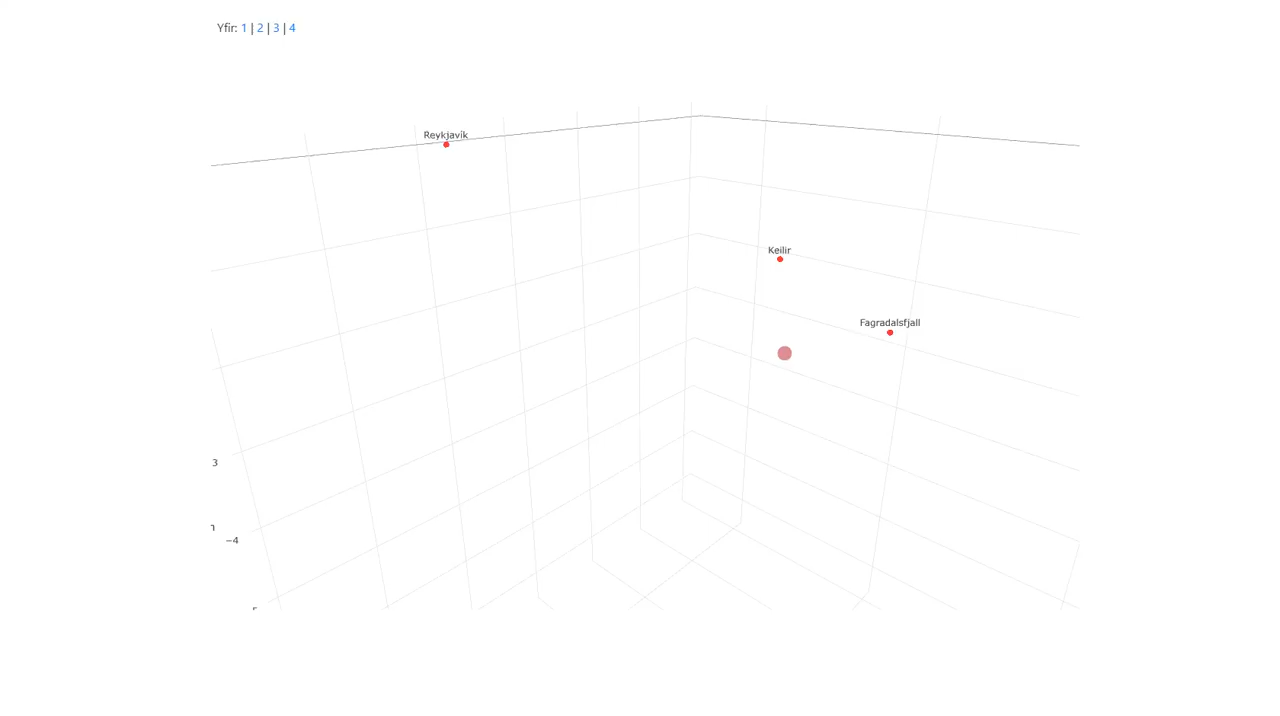 Yfir: 1 | 2 | 3 | 4
Reykjavík
Keilir
Fagradalsfjall
3
−4